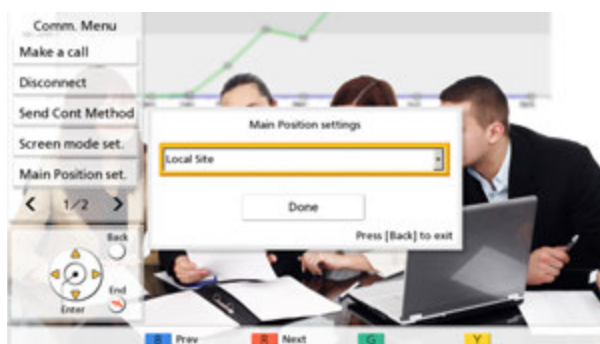 Comm. Menu
Make a call
Disconnect
Send Cont Method
Screen mode set.
Main Position set.
1/2
Back
End
Enter
Main Position settings
Local Site
Done
Press [Back] to exit
B Prev
R Next
G
Y